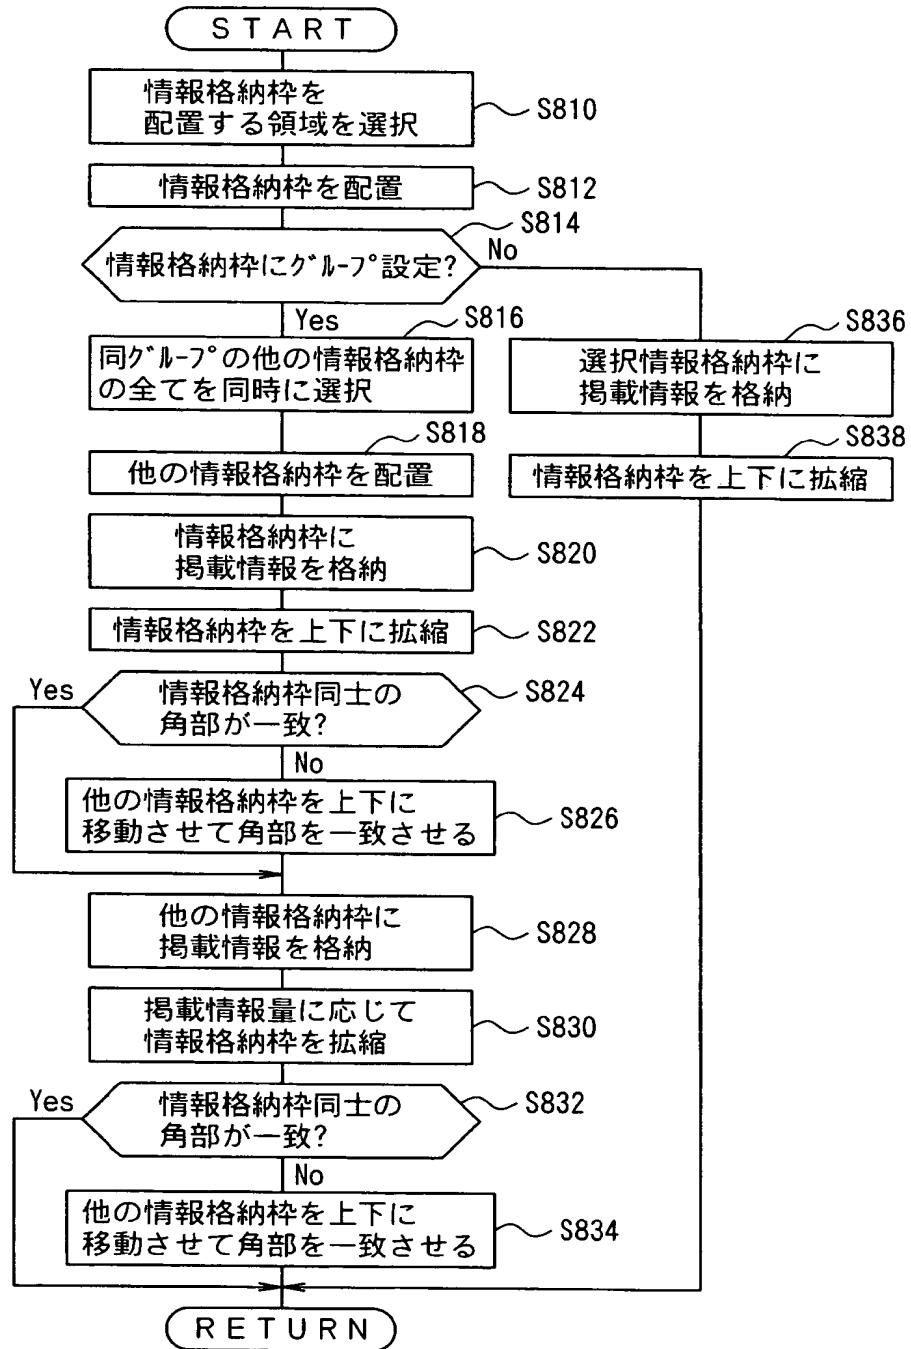 START
情報格納枠を
配置する領域を選択
S810
情報格納枠を配置
S812
S814
情報格納枠にｸﾞﾙｰﾌﾟ設定?
No
Yes
S816
同ｸﾞﾙｰﾌﾟの他の情報格納枠
の全てを同時に選択
S836
選択情報格納枠に
掲載情報を格納
S818
他の情報格納枠を配置
S838
情報格納枠を上下に拡縮
情報格納枠に
掲載情報を格納
S820
情報格納枠を上下に拡縮
S822
Yes
情報格納枠同士の
角部が一致?
S824
No
他の情報格納枠を上下に
移動させて角部を一致させる
S826
他の情報格納枠に
掲載情報を格納
S828
掲載情報量に応じて
情報格納枠を拡縮
S830
Yes
情報格納枠同士の
角部が一致?
S832
No
他の情報格納枠を上下に
移動させて角部を一致させる
S834
RETURN